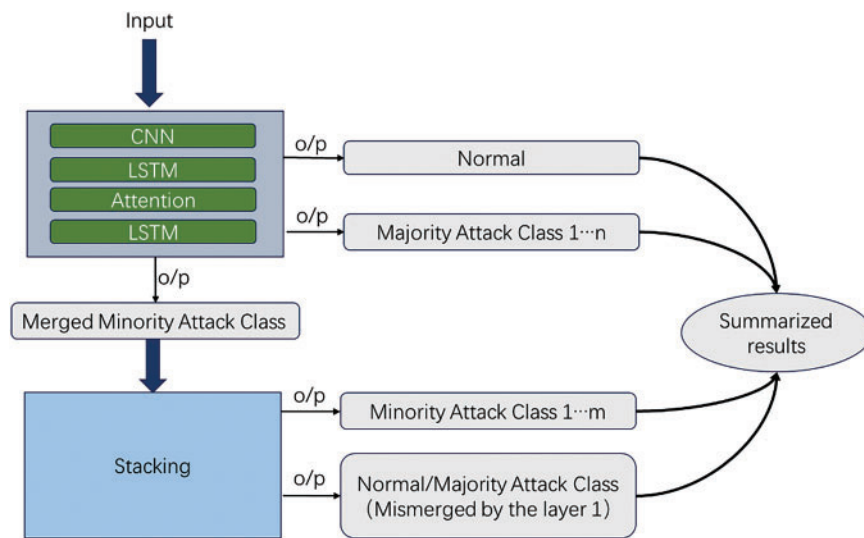 Input
CNN
LSTM
Attention
LSTM
o/p
Normal
o/p
Majority Attack Class 1···n
o/p
Merged Minority Attack Class
Summarized
results
Stacking
o/p
Minority Attack Class 1···m
o/p
Normal/Majority Attack Class
(Mismerged by the layer 1)